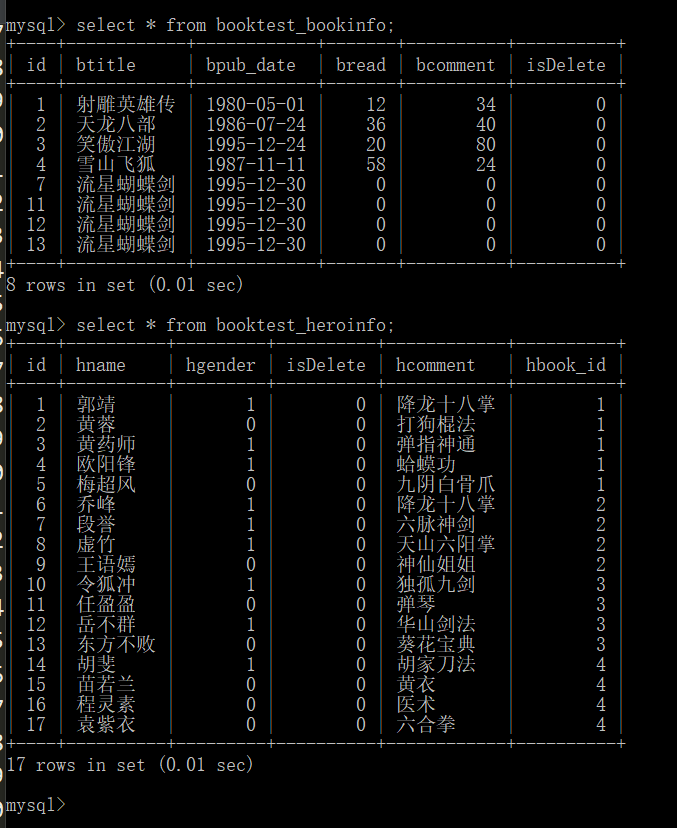 mysql> select * from booktest_bookinfo;
+----+-----------------+------------+-------+----------+----------+
| id | btitle | bpub_date | bread | bcomment | isDelete |
+----+-----------------+------------+-------+----------+----------+
| 1 | 射雕英雄传 | 1980-05-01 | 12 | 34 | 0 |
| 2 | 天龙八部 | 1986-07-24 | 36 | 40 | 0 |
| 3 | 笑傲江湖 | 1995-12-24 | 20 | 80 | 0 |
| 4 | 雪山飞狐 | 1987-11-11 | 58 | 24 | 0 |
| 7 | 流星蝴蝶剑 | 1995-12-30 | 0 | 0 | 0 |
| 11 | 流星蝴蝶剑 | 1995-12-30 | 0 | 0 | 0 |
| 12 | 流星蝴蝶剑 | 1995-12-30 | 0 | 0 | 0 |
| 13 | 流星蝴蝶剑 | 1995-12-30 | 0 | 0 | 0 |
+----+-----------------+------------+-------+----------+----------+
8 rows in set (0.01 sec)
mysql> select * from booktest_heroinfo;
+----+-----------+---------+----------+--------------------+----------+
| id | hname | hgender | isDelete | hcomment | hbook_id |
+----+-----------+---------+----------+--------------------+----------+
| 1 | 郭靖 | 1 | 0 | 降龙十八掌 | 1 |
| 2 | 黄蓉 | 0 | 0 | 打狗棍法 | 1 |
| 3 | 黄药师 | 1 | 0 | 弹指神通 | 1 |
| 4 | 欧阳锋 | 1 | 0 | 蛤蟆功 | 1 |
| 5 | 梅超风 | 0 | 0 | 九阴白骨爪 | 1 |
| 6 | 乔峰 | 1 | 0 | 降龙十八掌 | 2 |
| 7 | 段誉 | 1 | 0 | 六脉神剑 | 2 |
| 8 | 虚竹 | 1 | 0 | 天山六阳掌 | 2 |
| 9 | 王语嫣 | 0 | 0 | 神仙姐姐 | 2 |
| 10 | 令狐冲 | 1 | 0 | 独孤九剑 | 3 |
| 11 | 任盈盈 | 0 | 0 | 弹琴 | 3 |
| 12 | 岳不群 | 1 | 0 | 华山剑法 | 3 |
| 13 | 东方不败 | 0 | 0 | 葵花宝典 | 3 |
| 14 | 胡斐 | 1 | 0 | 胡家刀法 | 4 |
| 15 | 苗若兰 | 0 | 0 | 黄衣 | 4 |
| 16 | 程灵素 | 0 | 0 | 医术 | 4 |
| 17 | 袁紫衣 | 0 | 0 | 六合拳 | 4 |
+----+-----------+---------+----------+--------------------+----------+
17 rows in set (0.01 sec)
mysql>